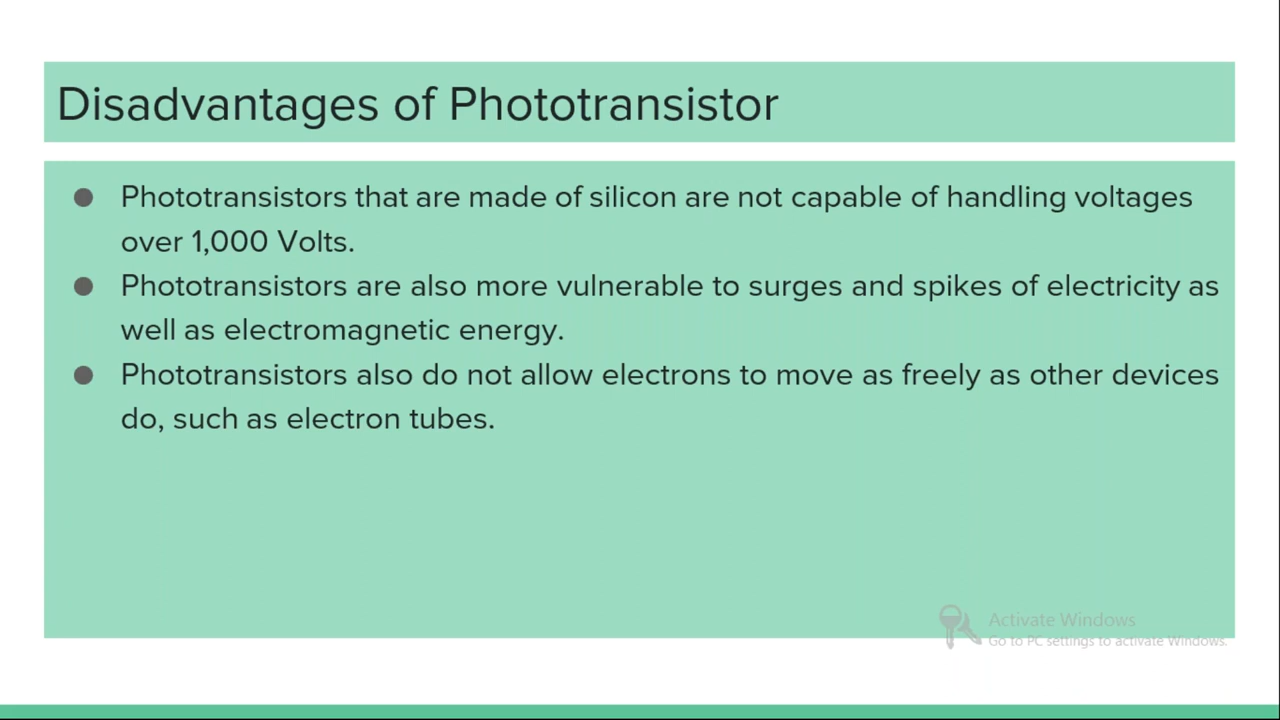 Disadvantages of Phototransistor
● Phototransistors that are made of silicon are not capable of handling voltages
over 1,000 Volts.
● Phototransistors are also more vulnerable to surges and spikes of electricity as
well as electromagnetic energy.
● Phototransistors also do not allow electrons to move as freely as other devices
do, such as electron tubes.
Activate Windows
Go to PC settings to activate Windows.